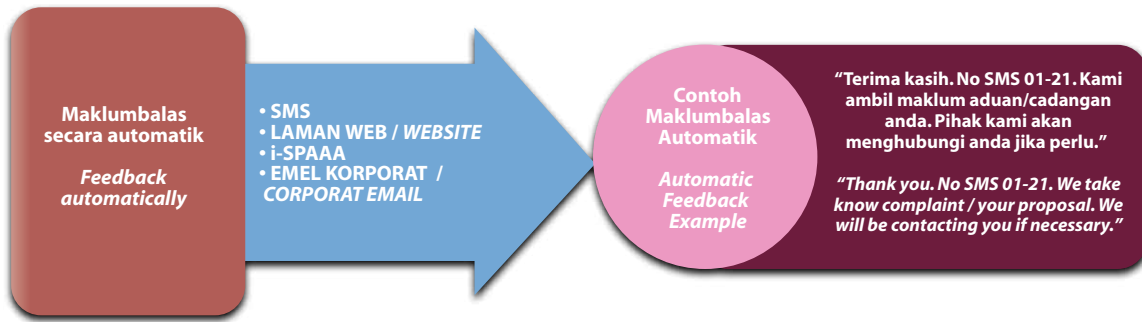 Maklumbalas
secara automatik
Feedback
automatically
• SMS
• LAMAN WEB / WEBSITE
• i-SPAAA
• EMEL KORPORAT /
CORPORAT EMAIL
Contoh
Maklumbalas
Automatik
Automatic
Feedback
Example
“Terima kasih. No SMS 01-21. Kami
ambil maklum aduan/cadangan
anda. Pihak kami akan
menghubungi anda jika perlu.”
“Thank you. No SMS 01-21. We take
know complaint / your proposal. We
will be contacting you if necessary.”